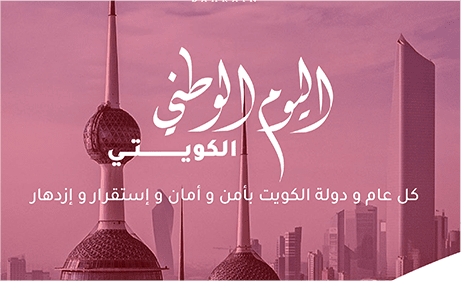 اليوم الوطني
الكويتي
كل عام و دولة الكويت بأمن و أمان و إستقرار و إزدهار